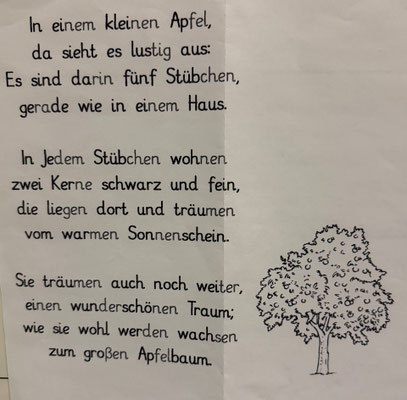 In einem kleinen Apfel,
da sieht es lustig aus:
Es sind darin fünf Stübchen,
gerade wie in einem Haus.
In Jedem Stübchen wohnen
zwei Kerne schwarz und fein,
die liegen dort und träumen
vom warmen Sonnenschein.
Sie träumen auch noch weiter,
einen wunderschönen Traum;
wie sie wohl werden wachsen
zum großen Apfelbaum.